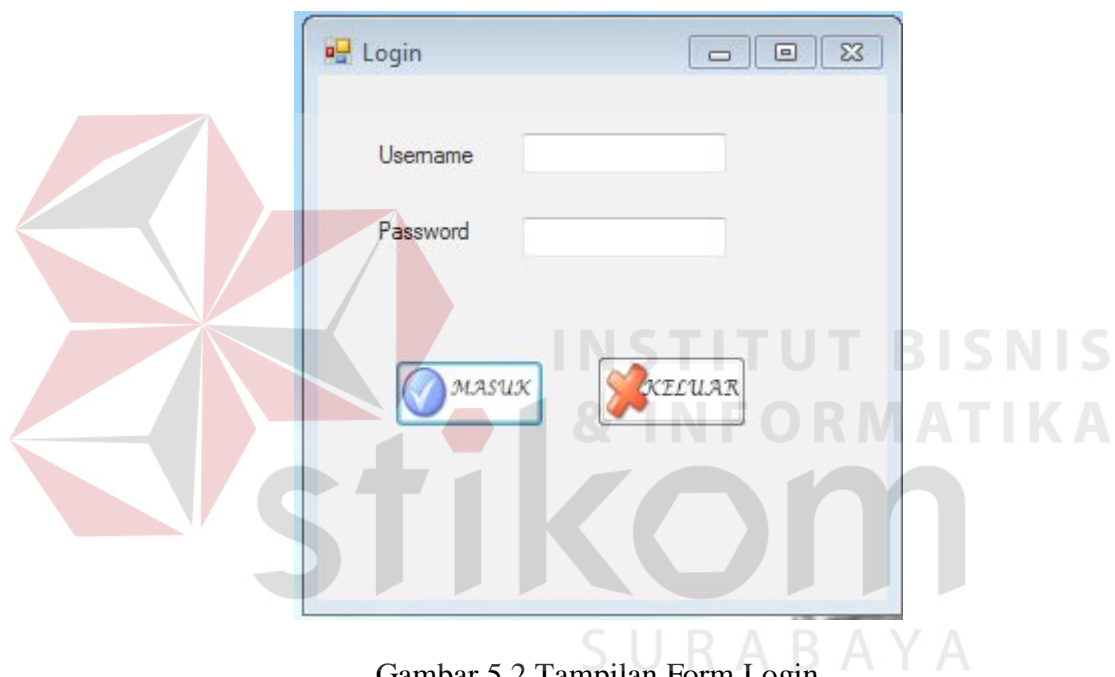 Login
Username
Password
MASUK
KELUAR
INSTITUT BISNIS
& INFORMATIKA
stikom
SURABAYA
Gambar 5.2 Tampilan Form Login